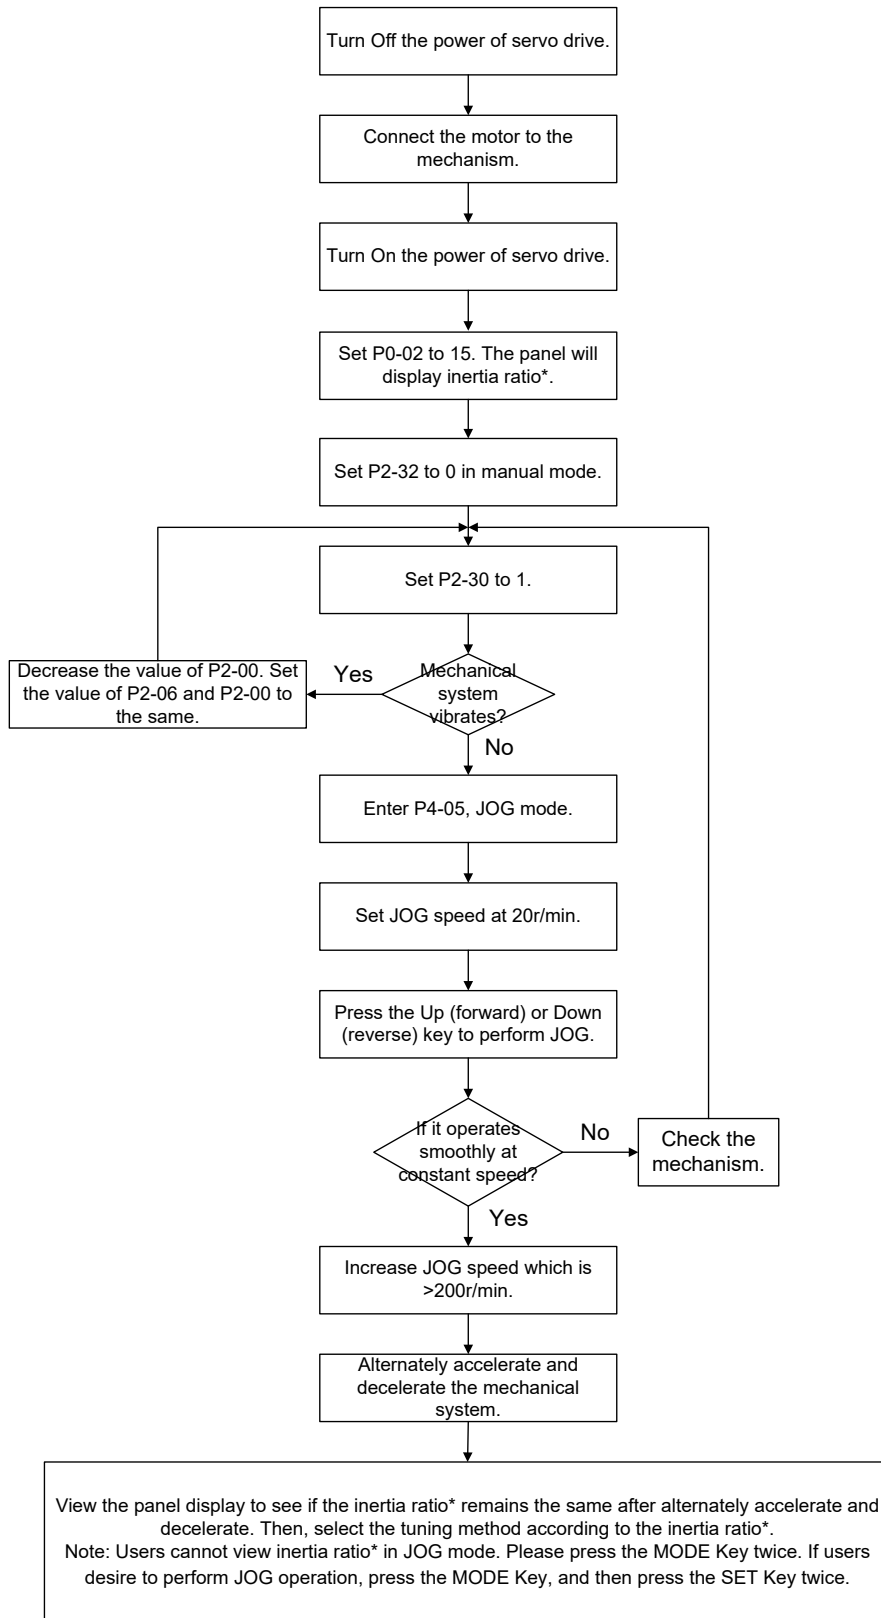 Turn Off the power of servo drive.
Connect the motor to the
mechanism.
Turn On the power of servo drive.
Set P0-02 to 15. The panel will
display inertia ratio*.
Set P2-32 to 0 in manual mode.
Set P2-30 to 1.
Mechanical
system
vibrates?
Yes
Decrease the value of P2-00. Set
the value of P2-06 and P2-00 to
the same.
No
Enter P4-05, JOG mode.
Set JOG speed at 20r/min.
Press the Up (forward) or Down
(reverse) key to perform JOG.
If it operates
smoothly at
constant speed?
No
Check the
mechanism.
Yes
Increase JOG speed which is
>200r/min.
Alternately accelerate and
decelerate the mechanical
system.
View the panel display to see if the inertia ratio* remains the same after alternately accelerate and
decelerate. Then, select the tuning method according to the inertia ratio*.
Note: Users cannot view inertia ratio* in JOG mode. Please press the MODE Key twice. If users
desire to perform JOG operation, press the MODE Key, and then press the SET Key twice.